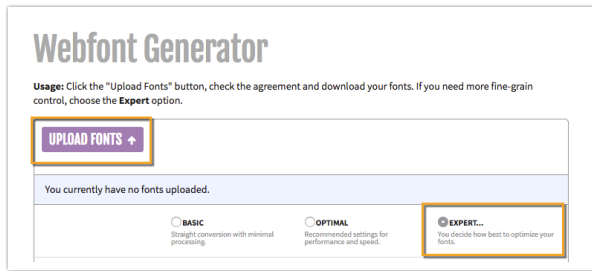 Webfont Generator
Usage: Click the "Upload Fonts" button, check the agreement and download your fonts. If you need more fine-grain
control, choose the Expert option.
UPLOAD FONTS ↑
You currently have no fonts uploaded.
BASIC
Straight conversion with minimal
processing.
OPTIMAL
Recommended settings for
performance and speed.
EXPERT...
You decide how best to optimize your
fonts.